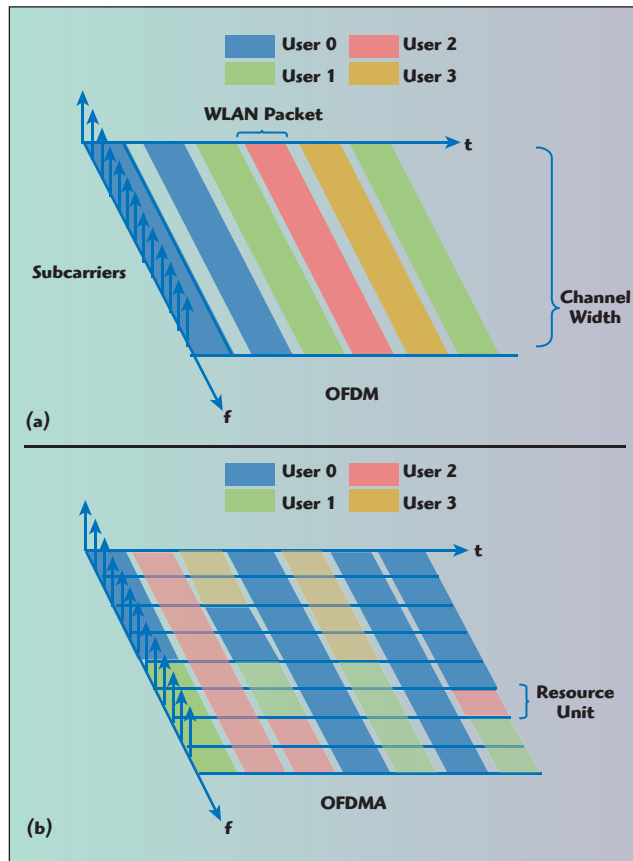 User 0
User 2
User 1
User 3
WLAN Packet
t
Subcarriers
Channel
Width
OFDM
f
(a)
User 0
User 2
User 1
User 3
t
Resource
Unit
OFDMA
f
(b)